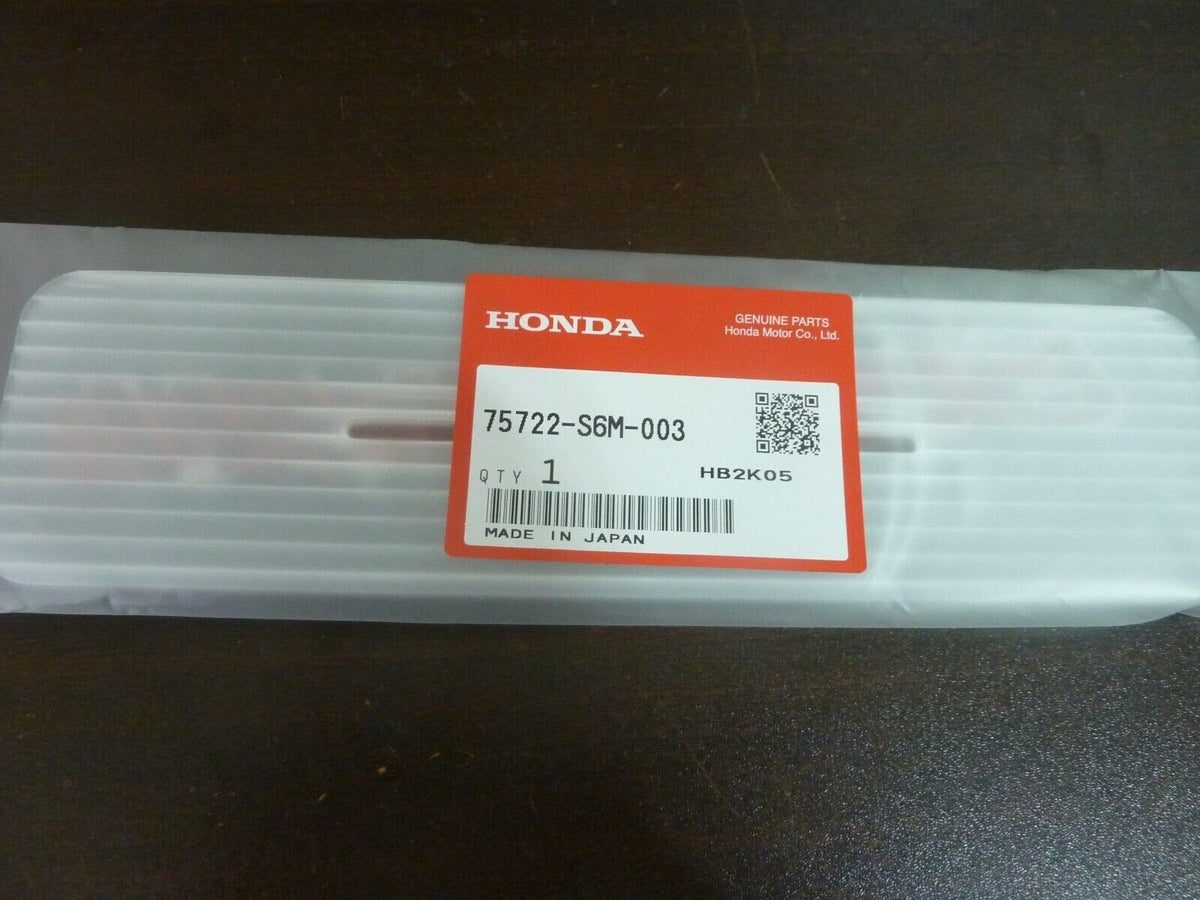 HONDA
GENUINE PARTS
Honda Motor Co., Ltd.
75722-S6M-003
QTY 1
HB2K05
MADE IN JAPAN